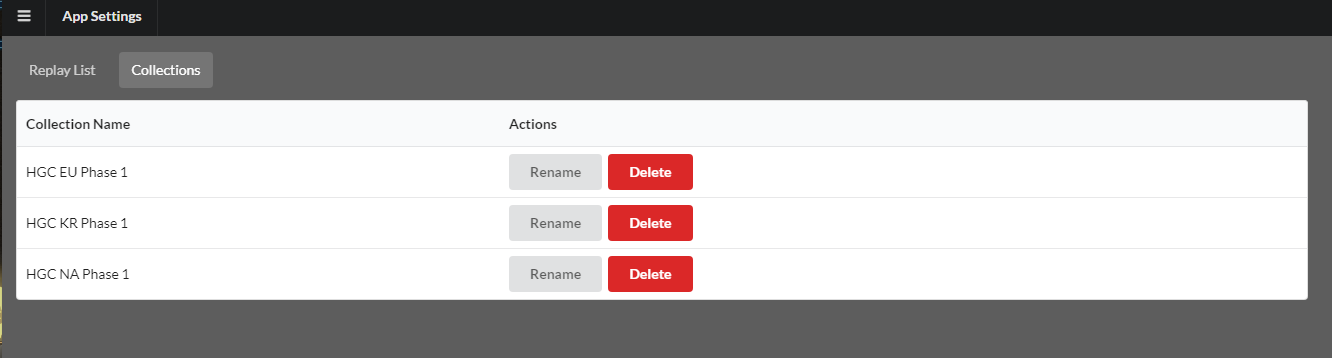 App Settings
Replay List Collections
Collection Name Actions
HGC EU Phase 1 Rename Delete
HGC KR Phase 1 Rename Delete
HGC NA Phase 1 Rename Delete